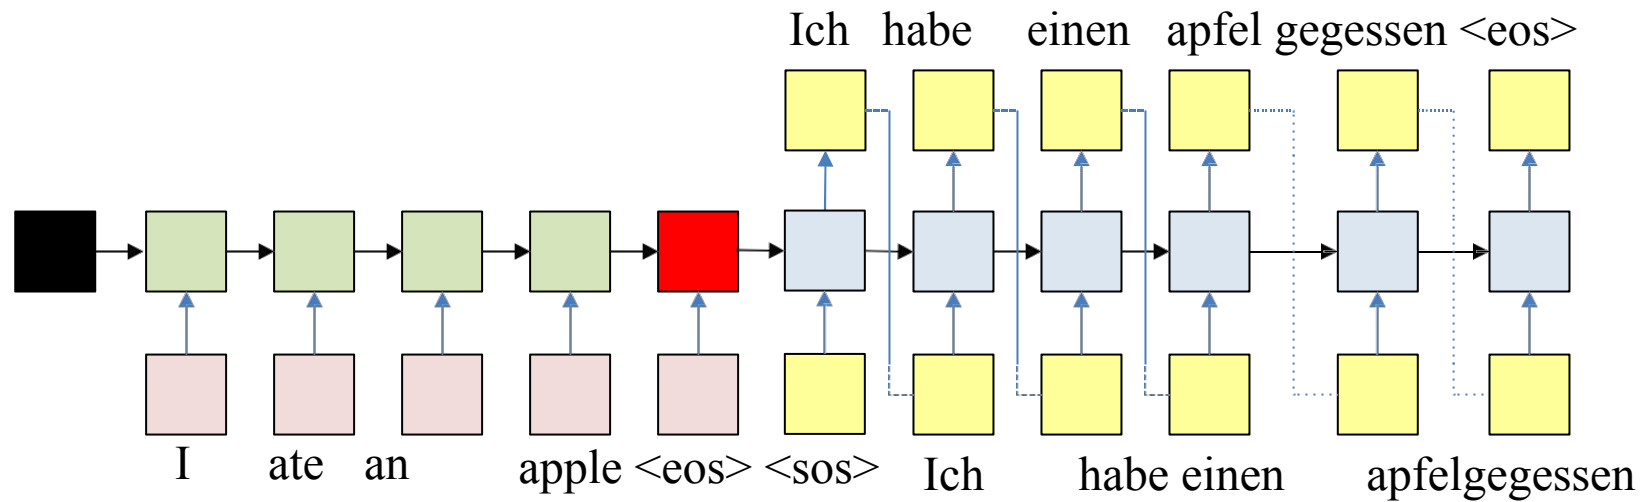 Ich habe einen apfel gegessen <eos>
I ate an apple <eos> <sos> Ich habe einen apfelgegessen